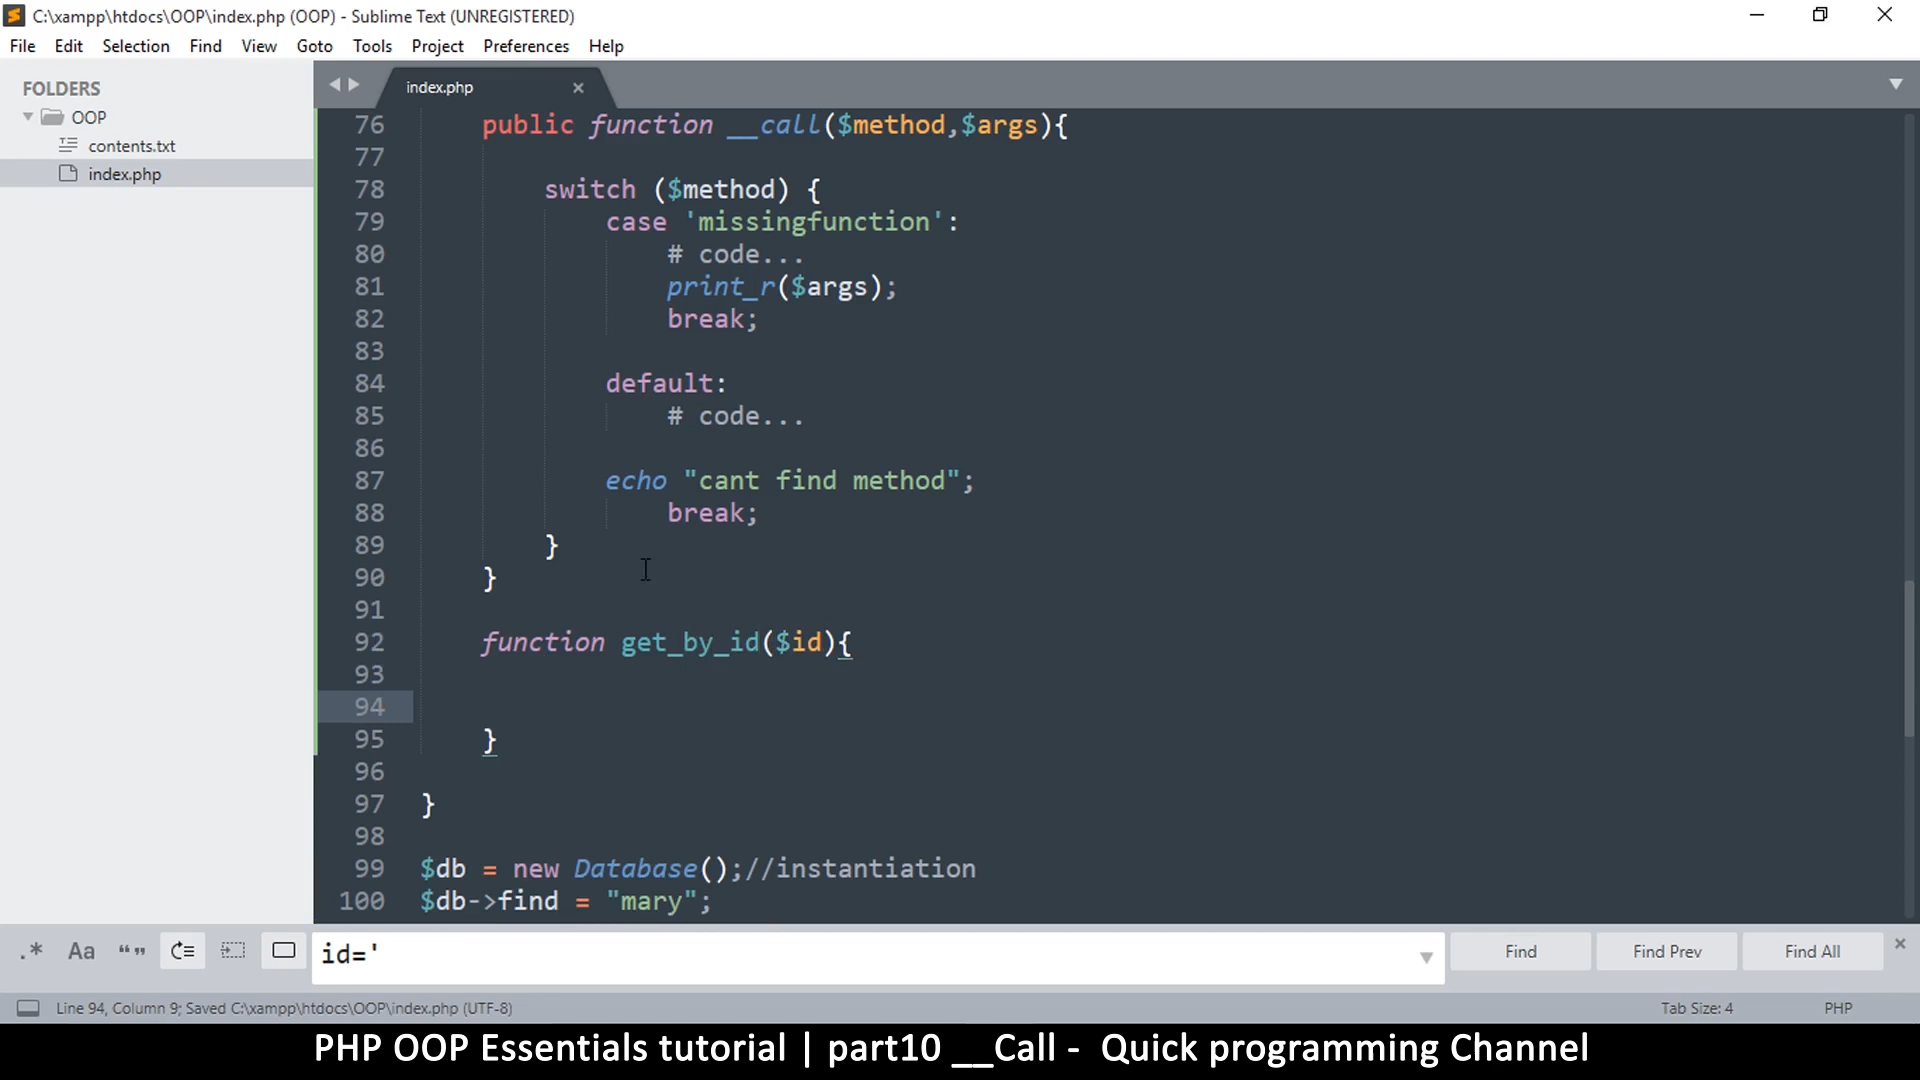 C:\xampp\htdocs\OOP\index.php (OOP) - Sublime Text (UNREGISTERED)
File Edit Selection Find View Goto Tools Project Preferences Help
FOLDERS
OOP
contents.txt
index.php
index.php
76 public function __call($method,$args){
77
78 switch ($method) {
79 case 'missingfunction':
80 # code...
81 print_r($args);
82 break;
83
84 default:
85 # code...
86
87 echo "cant find method";
88 break;
89 }
90 }
91
92 function get_by_id($id){
93
94
95 }
96
97 }
98
99 $db = new Database();//instantiation
100 $db->find = "mary";
.* Aa “ ” id=' Find Find Prev Find All
Line 94, Column 9; Saved C:\xampp\htdocs\OOP\index.php (UTF-8) Tab Size: 4 PHP
PHP OOP Essentials tutorial | part10 __Call - Quick programming Channel